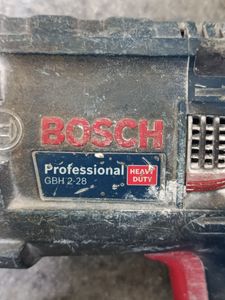 BOSCH
Professional HEAVY
GBH 2-28 DUTY